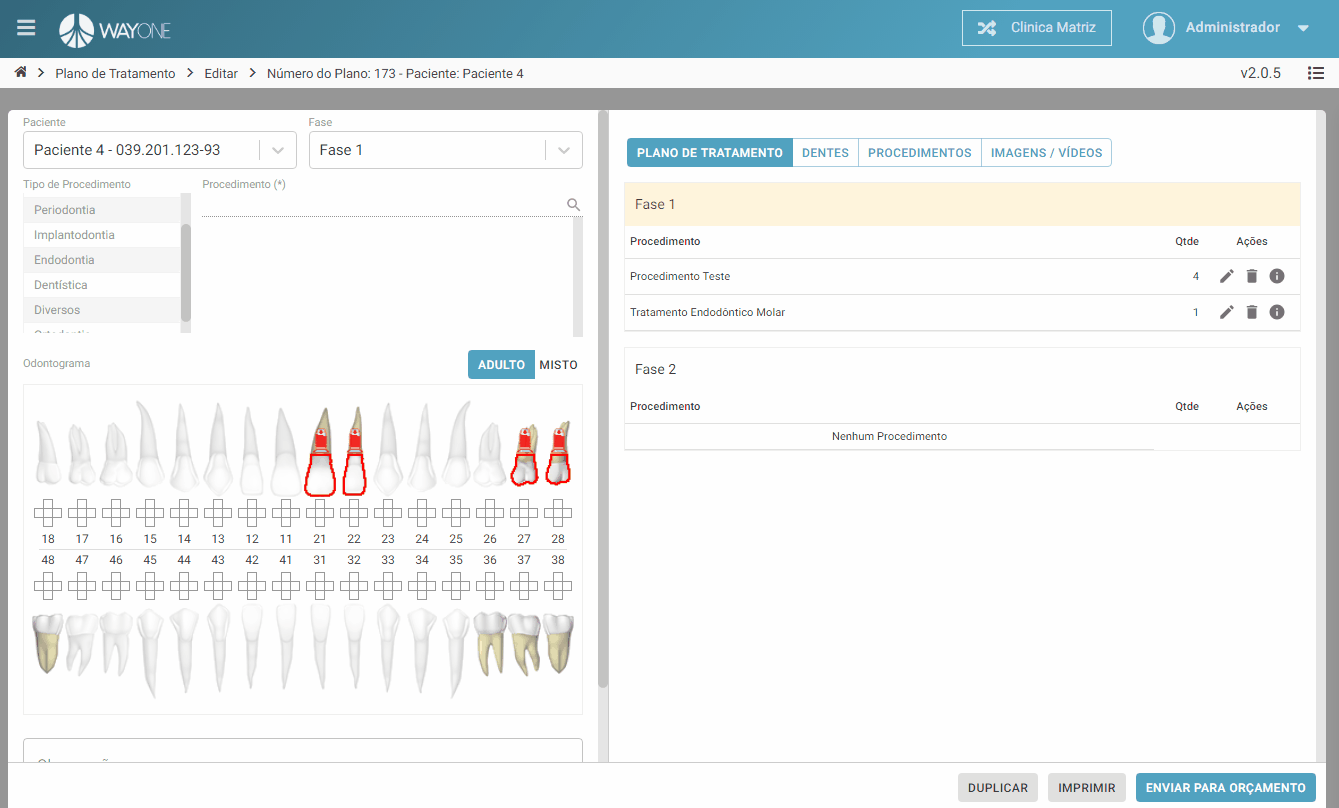 WAYONE
Clinica Matriz
Administrador
Plano de Tratamento
Editar
Número do Plano: 173 - Paciente: Paciente 4
v2.0.5
Paciente
Fase
Paciente 4 - 039.201.123-93
Fase 1
Tipo de Procedimento
Procedimento (*)
Periodontia
Implantodontia
Endodontia
Dentística
Diversos
Odontograma
ADULTO
MISTO
18 17 16 15 14 13 12 11 21 22 23 24 25 26 27 28
48 47 46 45 44 43 42 41 31 32 33 34 35 36 37 38
PLANO DE TRATAMENTO
DENTES
PROCEDIMENTOS
IMAGENS / VÍDEOS
Fase 1
Procedimento Qtde Ações
Procedimento Teste 4
Tratamento Endodôntico Molar 1
Fase 2
Procedimento Qtde Ações
Nenhum Procedimento
DUPLICAR
IMPRIMIR
ENVIAR PARA ORÇAMENTO